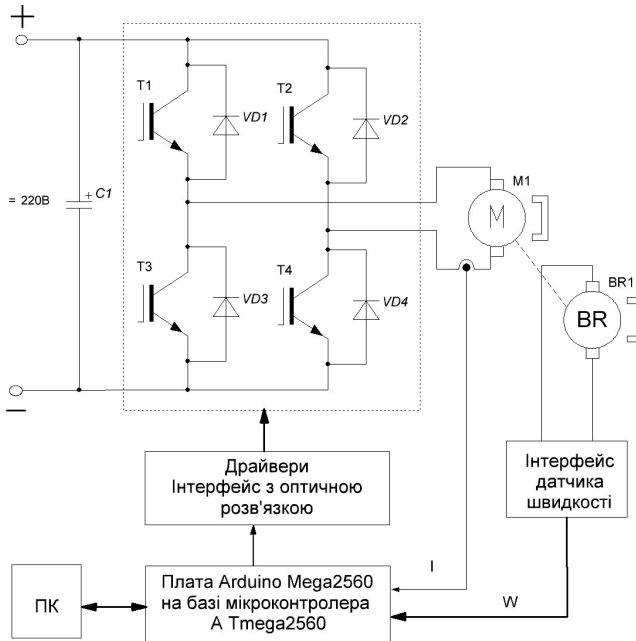 +
T1
VD1
T2
VD2
= 220В
+ C1
M1
M
T3
VD3
T4
VD4
BR1
BR
–
Драйвери
Інтерфейс з оптичною
розв'язкою
Інтерфейс
датчика
швидкості
I
W
ПК
Плата Arduino Mega2560
на базі мікроконтролера
A Tmega2560